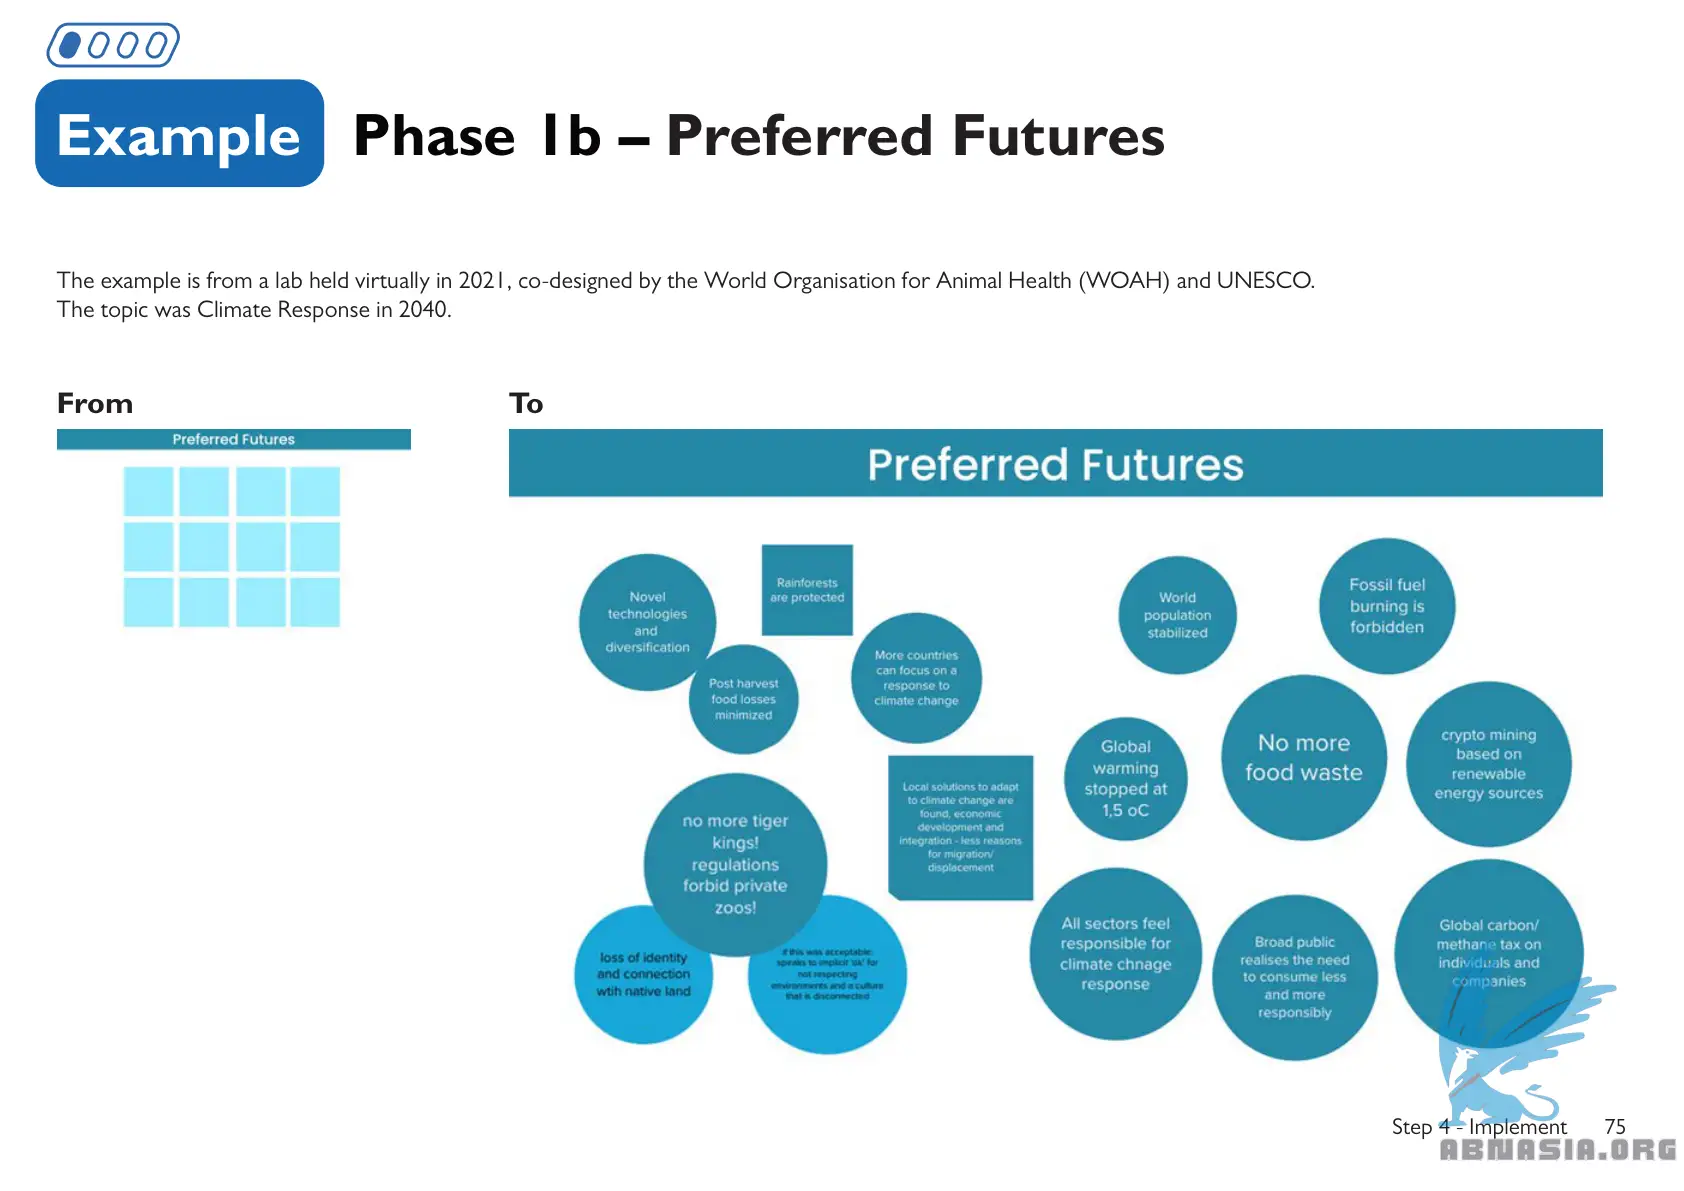 Example
Phase 1b – Preferred Futures
The example is from a lab held virtually in 2021, co-designed by the World Organisation for Animal Health (WOAH) and UNESCO.
The topic was Climate Response in 2040.
From
Preferred Futures
To
Preferred Futures
Novel
technologies
and
diversification
Rainforests
are protected
Post harvest
food losses
minimized
More countries
can focus on a
response to
climate change
World
population
stabilized
Fossil fuel
burning is
forbidden
Global
warming
stopped at
1,5 oC
No more
food waste
crypto mining
based on
renewable
energy sources
no more tiger
kings!
regulations
forbid private
zoos!
Local solutions to adapt
to climate change are
found, economic
development and
integration - less reasons
for migration/
displacement
loss of identity
and connection
wtih native land
if this was acceptable:
speaks to implicit 'ok' for
not respecting
environments and a culture
that is disconnected
All sectors feel
responsible for
climate chnage
response
Broad public
realises the need
to consume less
and more
responsibly
Global carbon/
methane tax on
individuals and
companies
Step 4 - Implement 75
ABNASIA.ORG